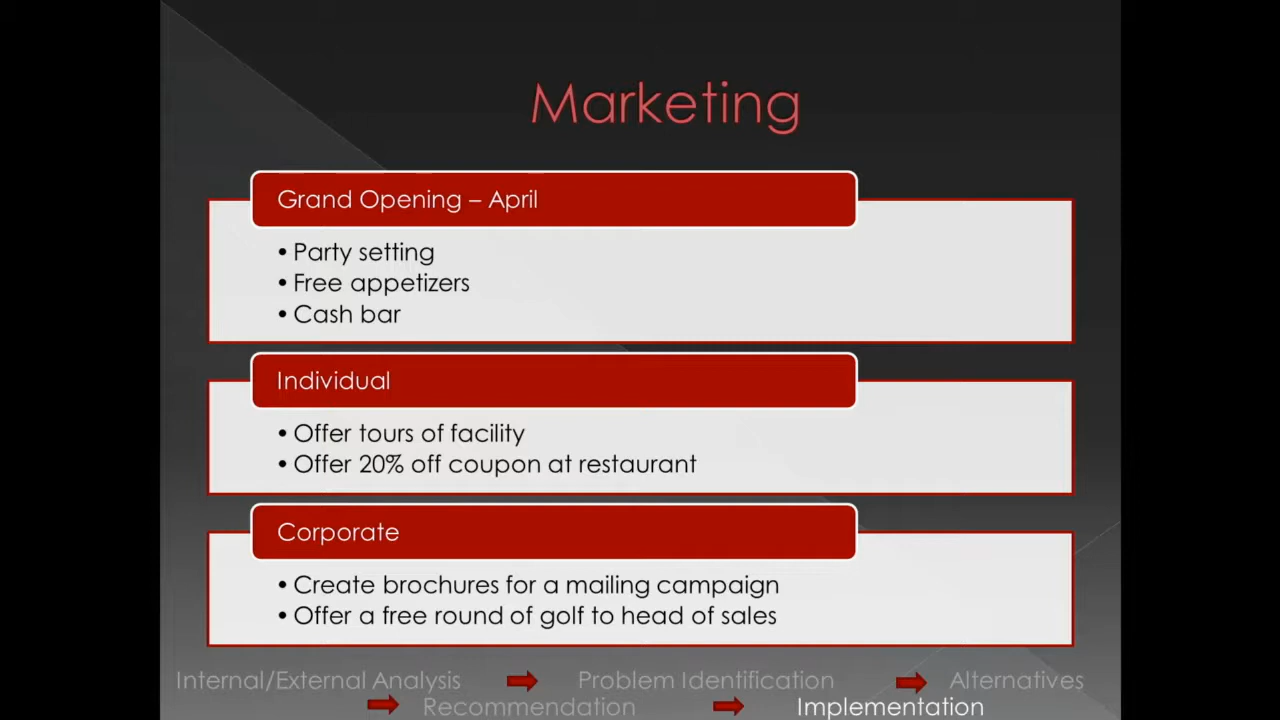 Marketing
Grand Opening – April
• Party setting
• Free appetizers
• Cash bar
Individual
• Offer tours of facility
• Offer 20% off coupon at restaurant
Corporate
• Create brochures for a mailing campaign
• Offer a free round of golf to head of sales
Internal/External Analysis Problem Identification Alternatives
Recommendation Implementation